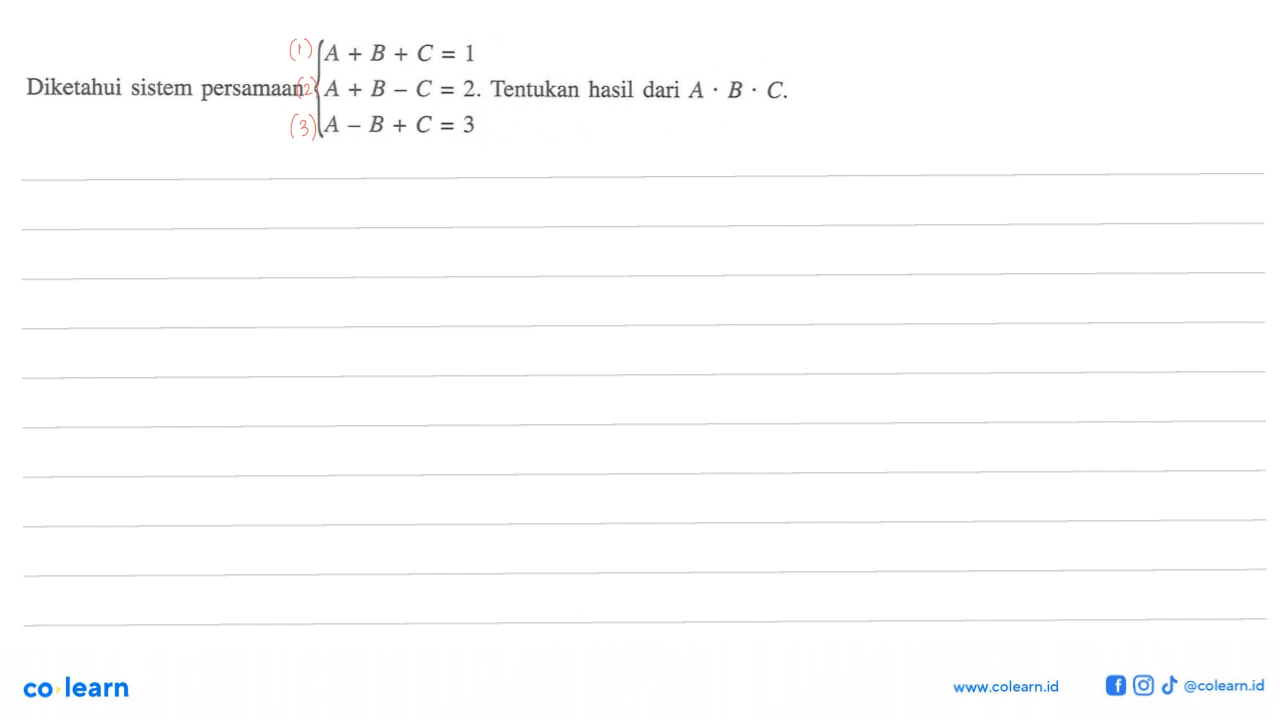 (1) A + B + C = 1
Diketahui sistem persamaan (2) A + B − C = 2. Tentukan hasil dari A · B · C.
(3) A − B + C = 3
co learn
www.colearn.id
@colearn.id